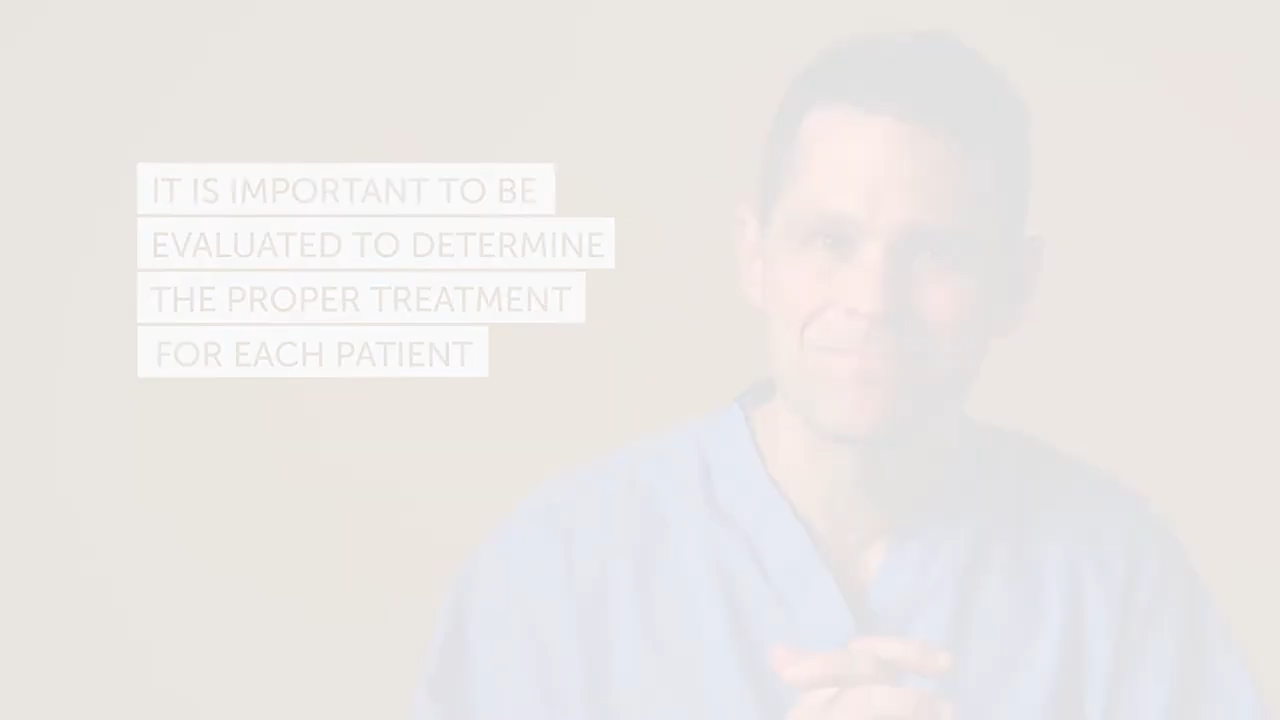 IT IS IMPORTANT TO BE
EVALUATED TO DETERMINE
THE PROPER TREATMENT
FOR EACH PATIENT